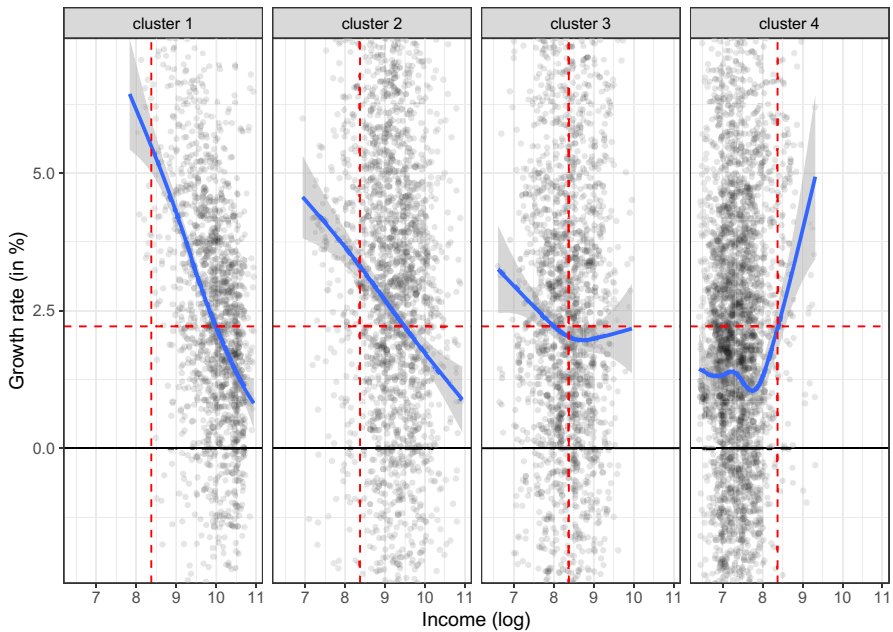 cluster 1 cluster 2 cluster 3 cluster 4
Growth rate (in %)
5.0
2.5
0.0
7 8 9 10 11 7 8 9 10 11 7 8 9 10 11 7 8 9 10 11
Income (log)